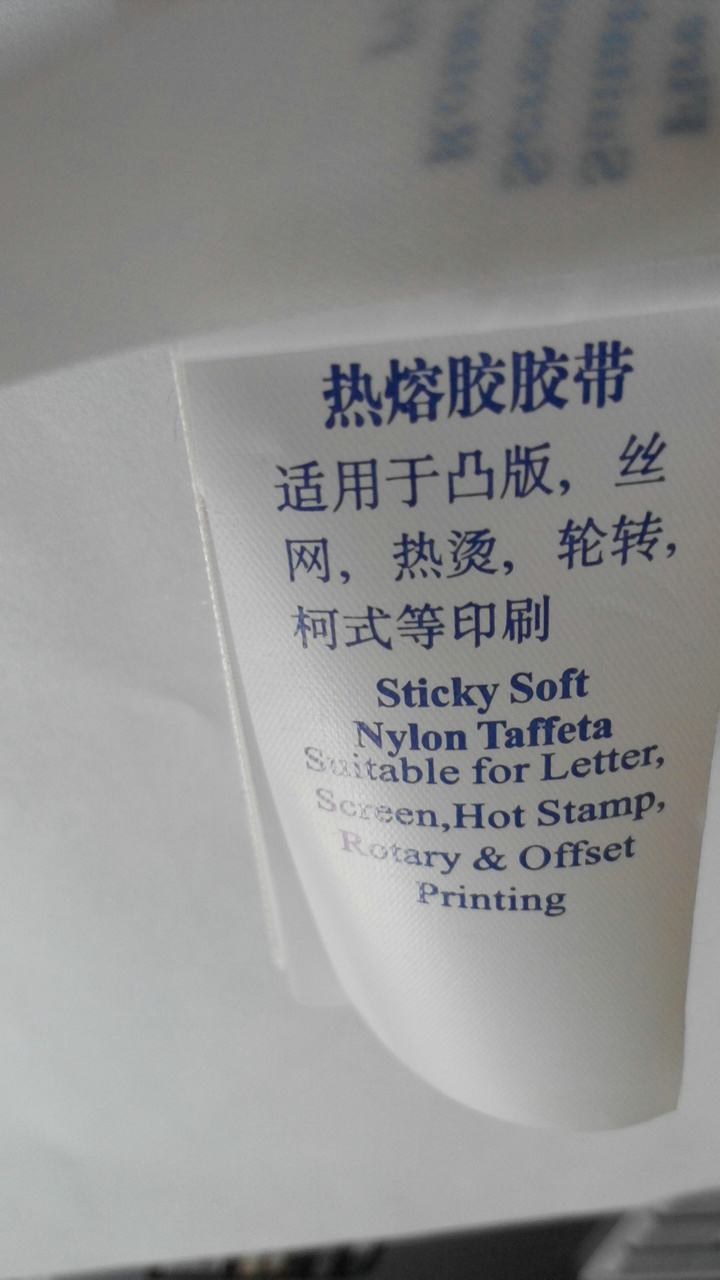 热熔胶胶带
适用于凸版， 丝
网， 热烫， 轮转，
柯式等印刷
Sticky Soft
Nylon Taffeta
Suitable for Letter,
Screen,Hot Stamp,
Rotary & Offset
Printing